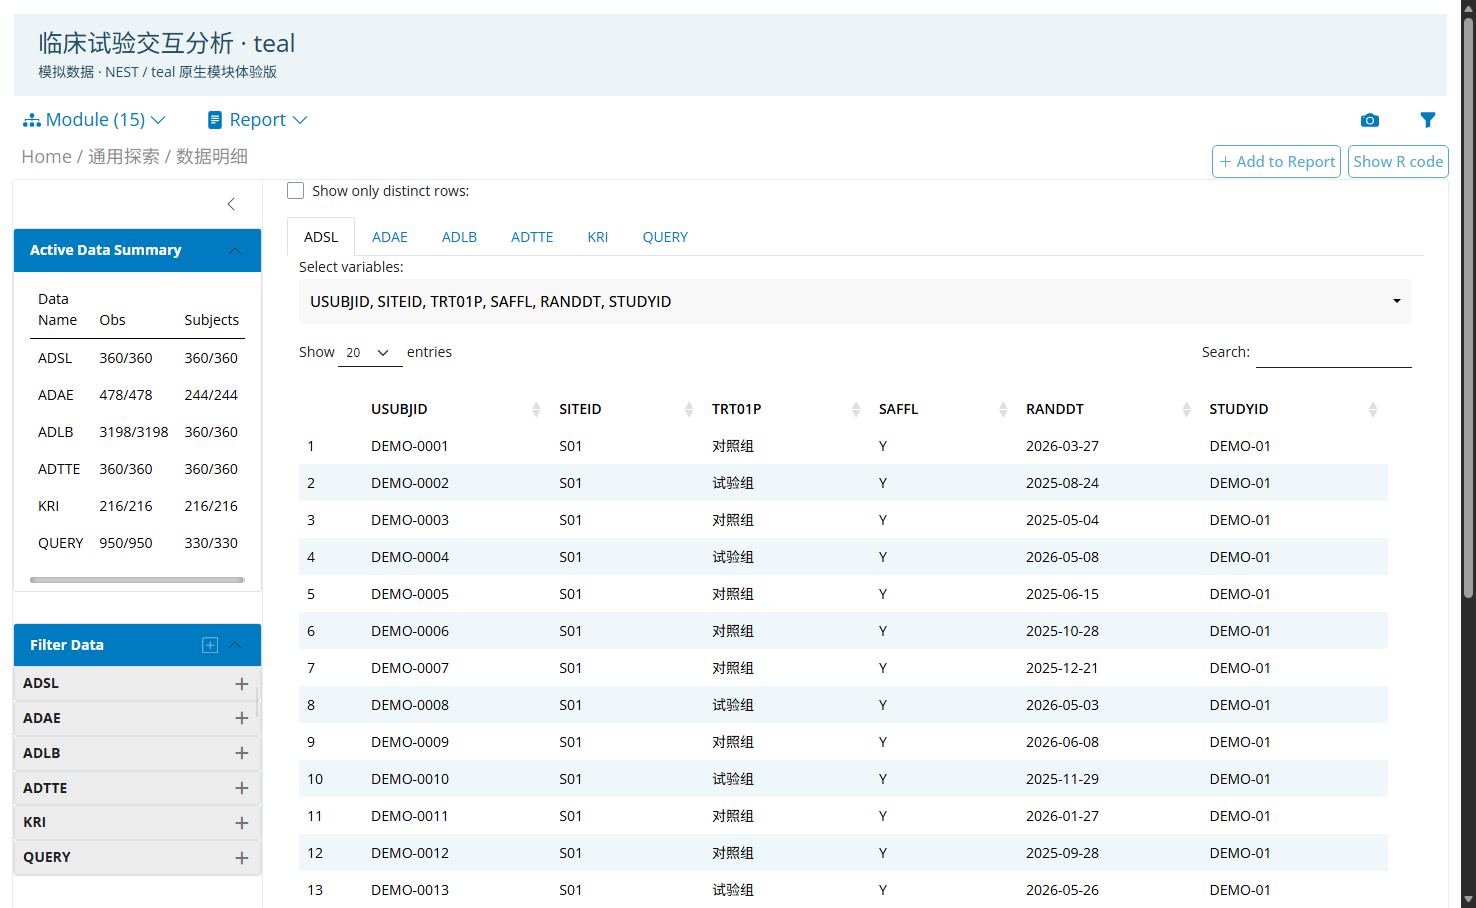 临床试验交互分析 · teal
模拟数据 · NEST / teal 原生模块体验版
Module (15) Report
Home / 通用探索 / 数据明细
+ Add to Report Show R code
Show only distinct rows:
Active Data Summary
Data Name Obs Subjects
ADSL 360/360 360/360
ADAE 478/478 244/244
ADLB 3198/3198 360/360
ADTTE 360/360 360/360
KRI 216/216 216/216
QUERY 950/950 330/330
Filter Data
ADSL
ADAE
ADLB
ADTTE
KRI
QUERY
ADSL ADAE ADLB ADTTE KRI QUERY
Select variables:
USUBJID, SITEID, TRT01P, SAFFL, RANDDT, STUDYID
Show 20 entries Search:
USUBJID SITEID TRT01P SAFFL RANDDT STUDYID
1 DEMO-0001 S01 对照组 Y 2026-03-27 DEMO-01
2 DEMO-0002 S01 试验组 Y 2025-08-24 DEMO-01
3 DEMO-0003 S01 对照组 Y 2025-05-04 DEMO-01
4 DEMO-0004 S01 试验组 Y 2026-05-08 DEMO-01
5 DEMO-0005 S01 对照组 Y 2025-06-15 DEMO-01
6 DEMO-0006 S01 对照组 Y 2025-10-28 DEMO-01
7 DEMO-0007 S01 对照组 Y 2025-12-21 DEMO-01
8 DEMO-0008 S01 试验组 Y 2026-05-03 DEMO-01
9 DEMO-0009 S01 对照组 Y 2026-06-08 DEMO-01
10 DEMO-0010 S01 试验组 Y 2025-11-29 DEMO-01
11 DEMO-0011 S01 对照组 Y 2026-01-27 DEMO-01
12 DEMO-0012 S01 对照组 Y 2025-09-28 DEMO-01
13 DEMO-0013 S01 试验组 Y 2026-05-26 DEMO-01